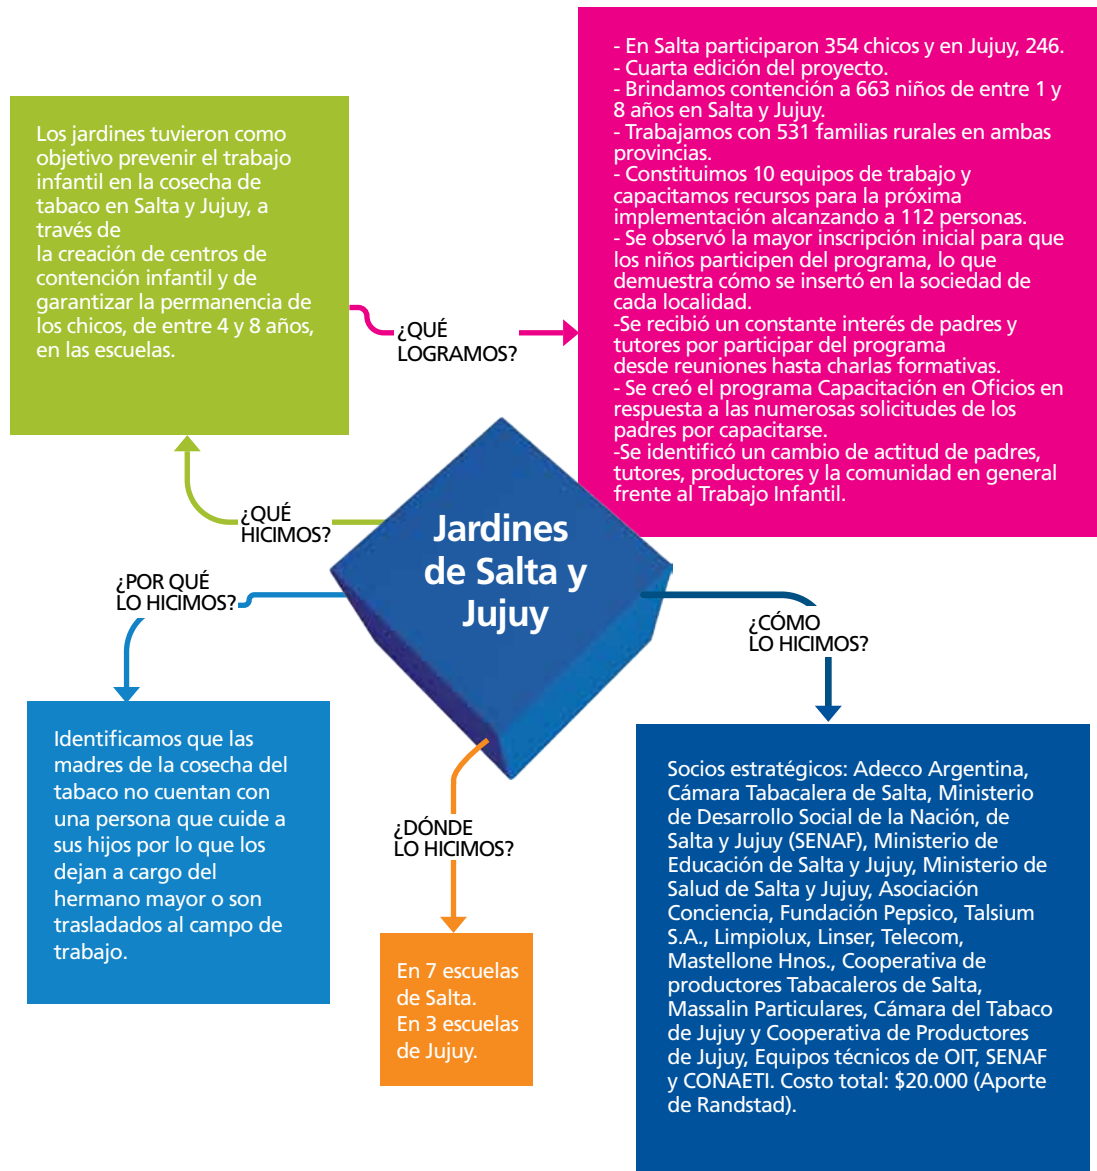 Jardines
de Salta y
Jujuy
¿QUÉ
HICIMOS?
Los jardines tuvieron como
objetivo prevenir el trabajo
infantil en la cosecha de
tabaco en Salta y Jujuy, a
través de
la creación de centros de
contención infantil y de
garantizar la permanencia de
los chicos, de entre 4 y 8 años,
en las escuelas.
¿QUÉ
LOGRAMOS?
- En Salta participaron 354 chicos y en Jujuy, 246.
- Cuarta edición del proyecto.
- Brindamos contención a 663 niños de entre 1 y
8 años en Salta y Jujuy.
- Trabajamos con 531 familias rurales en ambas
provincias.
- Constituimos 10 equipos de trabajo y
capacitamos recursos para la próxima
implementación alcanzando a 112 personas.
- Se observó la mayor inscripción inicial para que
los niños participen del programa, lo que
demuestra cómo se insertó en la sociedad de
cada localidad.
-Se recibió un constante interés de padres y
tutores por participar del programa
desde reuniones hasta charlas formativas.
- Se creó el programa Capacitación en Oficios en
respuesta a las numerosas solicitudes de los
padres por capacitarse.
-Se identificó un cambio de actitud de padres,
tutores, productores y la comunidad en general
frente al Trabajo Infantil.
¿POR QUÉ
LO HICIMOS?
Identificamos que las
madres de la cosecha del
tabaco no cuentan con
una persona que cuide a
sus hijos por lo que los
dejan a cargo del
hermano mayor o son
trasladados al campo de
trabajo.
¿DÓNDE
LO HICIMOS?
En 7 escuelas
de Salta.
En 3 escuelas
de Jujuy.
¿CÓMO
LO HICIMOS?
Socios estratégicos: Adecco Argentina,
Cámara Tabacalera de Salta, Ministerio
de Desarrollo Social de la Nación, de
Salta y Jujuy (SENAF), Ministerio de
Educación de Salta y Jujuy, Ministerio de
Salud de Salta y Jujuy, Asociación
Conciencia, Fundación Pepsico, Talsium
S.A., Limpiolux, Linser, Telecom,
Mastellone Hnos., Cooperativa de
productores Tabacaleros de Salta,
Massalin Particulares, Cámara del Tabaco
de Jujuy y Cooperativa de Productores
de Jujuy, Equipos técnicos de OIT, SENAF
y CONAETI. Costo total: $20.000 (Aporte
de Randstad).